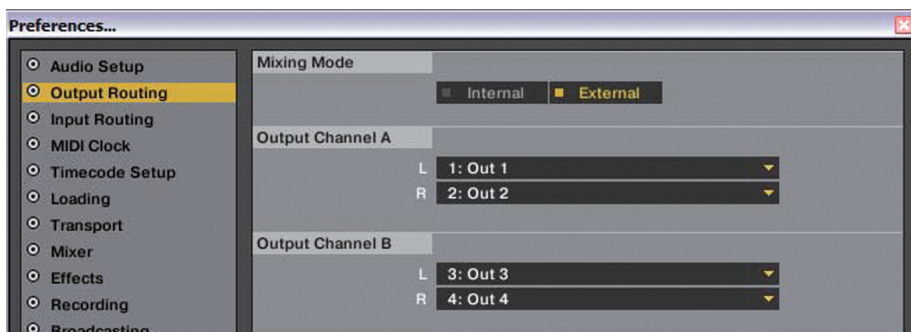 Preferences...
Audio Setup
Output Routing
Input Routing
MIDI Clock
Timecode Setup
Loading
Transport
Mixer
Effects
Recording
Broadcasting
Mixing Mode
Internal
External
Output Channel A
L 1: Out 1
R 2: Out 2
Output Channel B
L 3: Out 3
R 4: Out 4